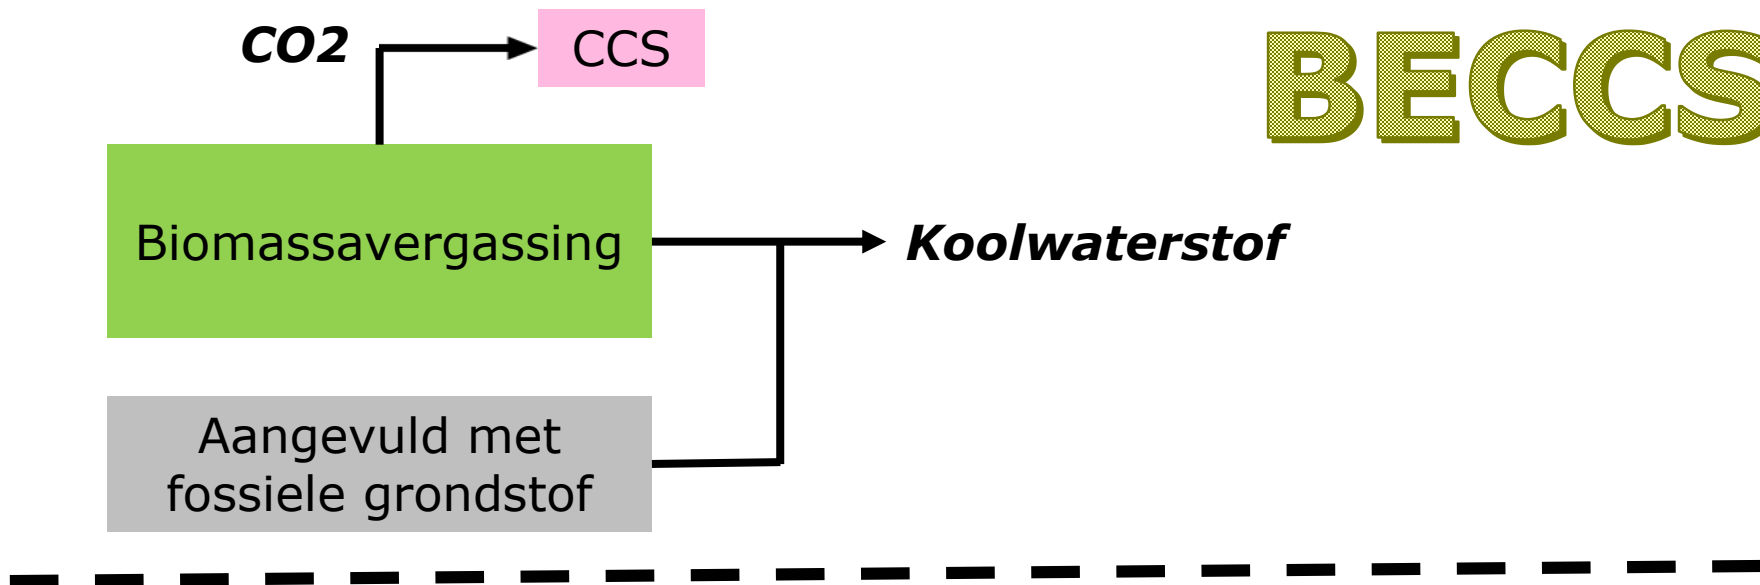 CO2
CCS
BECCS
Biomassavergassing
Koolwaterstof
Aangevuld met
fossiele grondstof